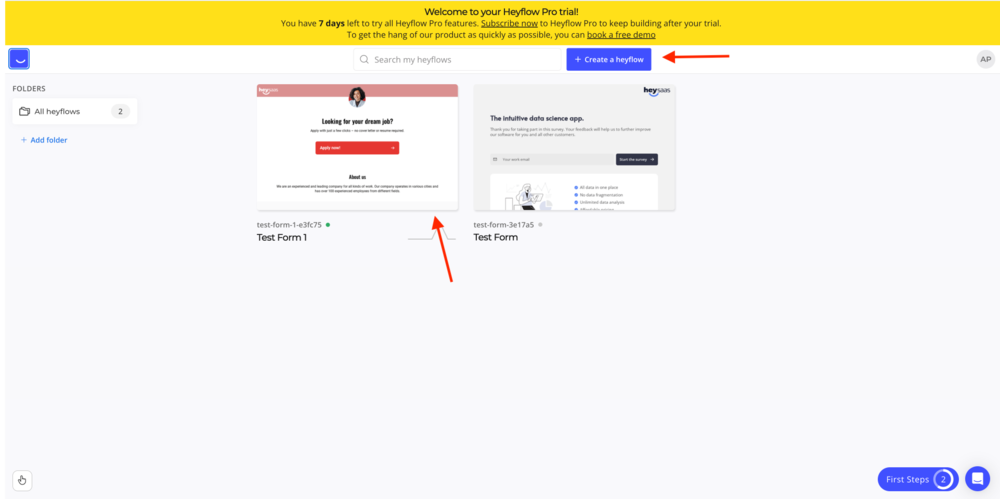 Welcome to your Heyflow Pro trial!
You have 7 days left to try all Heyflow Pro features. Subscribe now to Heyflow Pro to keep building after your trial.
To get the hang of our product as quickly as possible, you can book a free demo
Search my heyflows
+ Create a heyflow
AP
FOLDERS
All heyflows 2
+ Add folder
heysaas
Looking for your dream job?
Apply with just a few clicks – no cover letter or resume required.
Apply now!
About us
We are an experienced and leading company for all kinds of work. Our company operates in various cities and
has over 100 experienced employees from different fields.
test-form-1-e3fc75
Test Form 1
heysaas
The intuitive data science app.
Thank you for taking part in this survey. Your feedback will help us to further improve
our software for you and all other customers.
Your work email
Start the survey
All data in one place
No data fragmentation
Unlimited data analysis
test-form-3e17a5
Test Form
First Steps 2